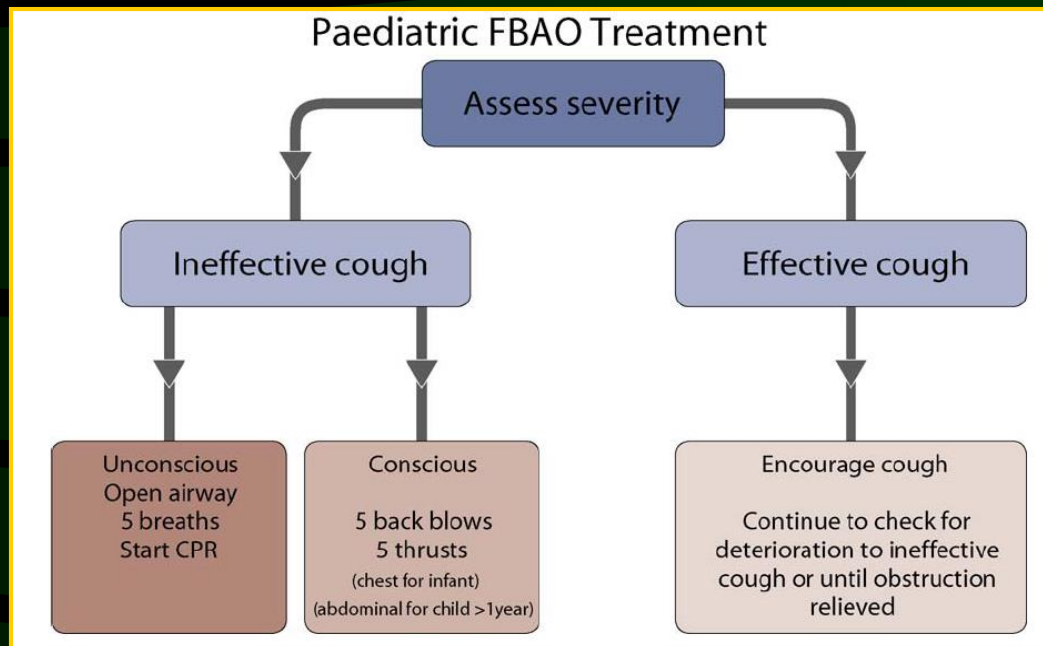 Paediatric FBAO Treatment
Assess severity
Ineffective cough
Effective cough
Unconscious
Open airway
5 breaths
Start CPR
Conscious
5 back blows
5 thrusts
(chest for infant)
(abdominal for child >1year)
Encourage cough
Continue to check for
deterioration to ineffective
cough or until obstruction
relieved